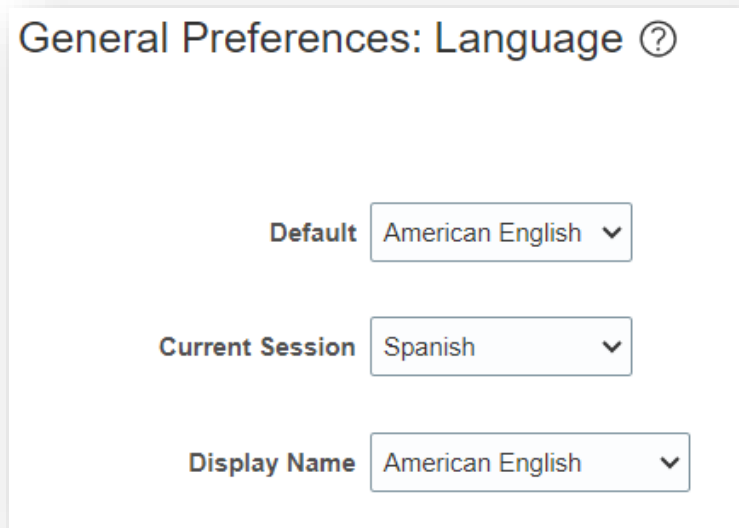 General Preferences: Language ?
Default American English
Current Session Spanish
Display Name American English